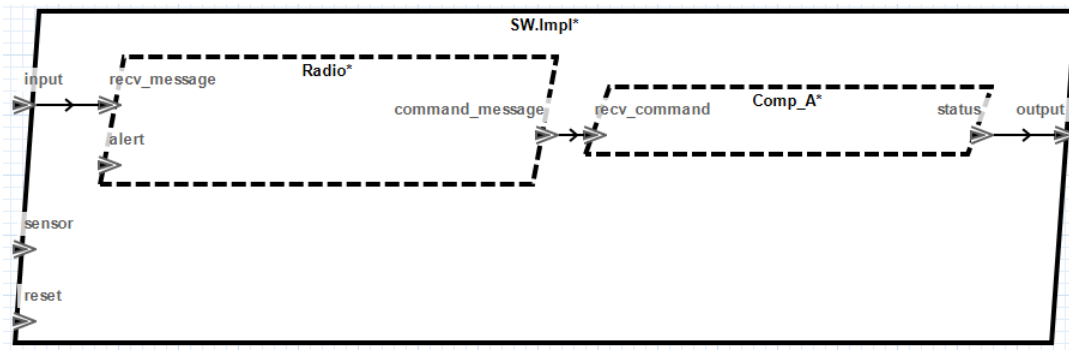 SW.Impl*
input
recv_message
Radio*
command_message
recv_command
Comp_A*
status
output
alert
sensor
reset